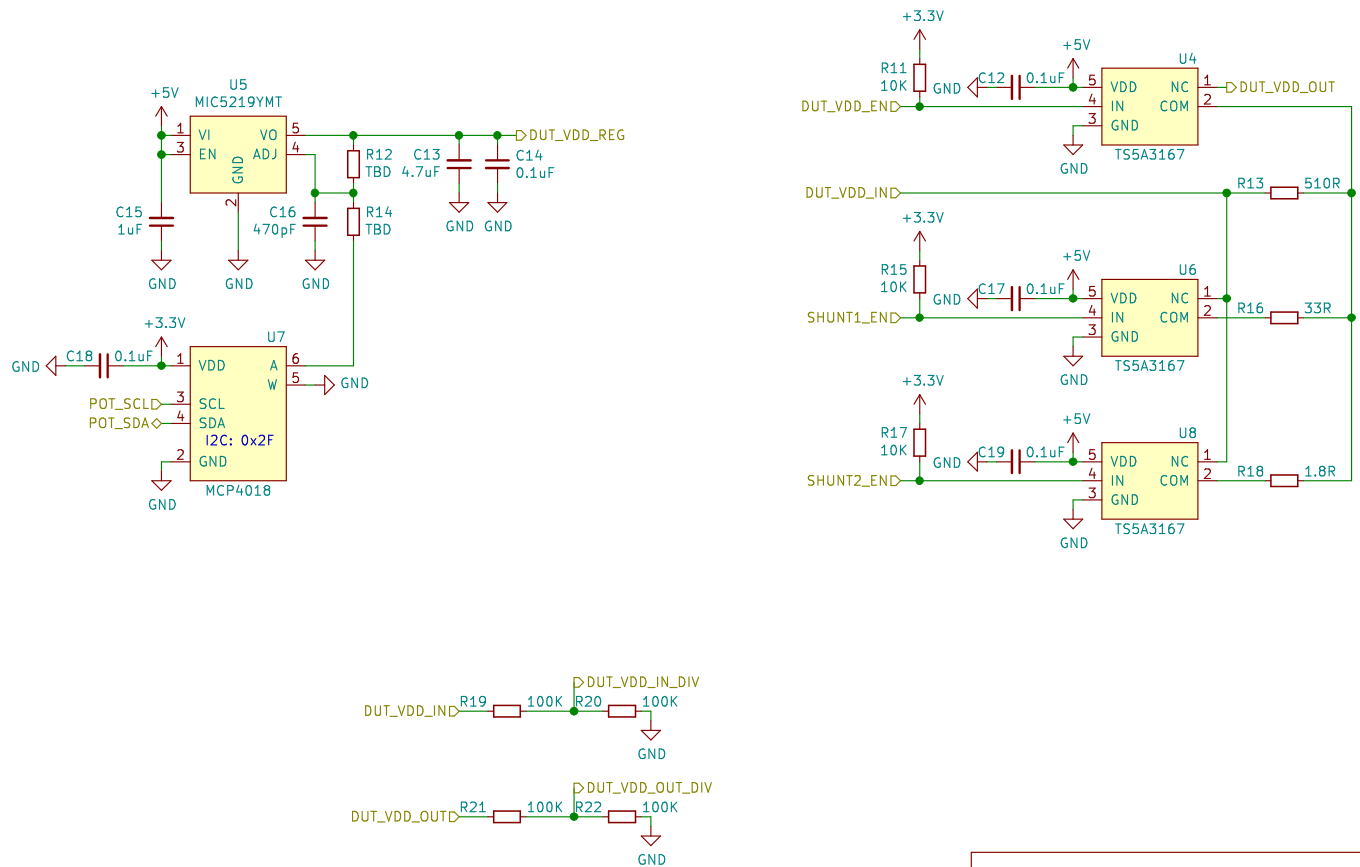 +5V
U5
MIC5219YMT
1 VI VO 5
3 EN ADJ 4
GND
2
DUT_VDD_REG
R12
TBD
C13
4.7uF
C14
0.1uF
C15
1uF
C16
470pF
R14
TBD
GND
GND
GND
GND
GND
+3.3V
U7
GND
C18 0.1uF
1 VDD A 6
W 5
GND
POT_SCL 3 SCL
POT_SDA 4 SDA
I2C: 0x2F
2 GND
MCP4018
GND
+3.3V
R11
10K
+5V
GND
C12 0.1uF
U4
5 VDD NC 1
DUT_VDD_OUT
DUT_VDD_EN
4 IN COM 2
3 GND
TS5A3167
GND
DUT_VDD_IN
R13 510R
+3.3V
R15
10K
+5V
GND
C17 0.1uF
U6
5 VDD NC 1
SHUNT1_EN
4 IN COM 2
R16 33R
3 GND
TS5A3167
GND
+3.3V
R17
10K
+5V
GND
C19 0.1uF
U8
5 VDD NC 1
SHUNT2_EN
4 IN COM 2
R18 1.8R
3 GND
TS5A3167
GND
DUT_VDD_IN_DIV
DUT_VDD_IN R19 100K R20 100K
GND
DUT_VDD_OUT_DIV
DUT_VDD_OUT R21 100K R22 100K
GND